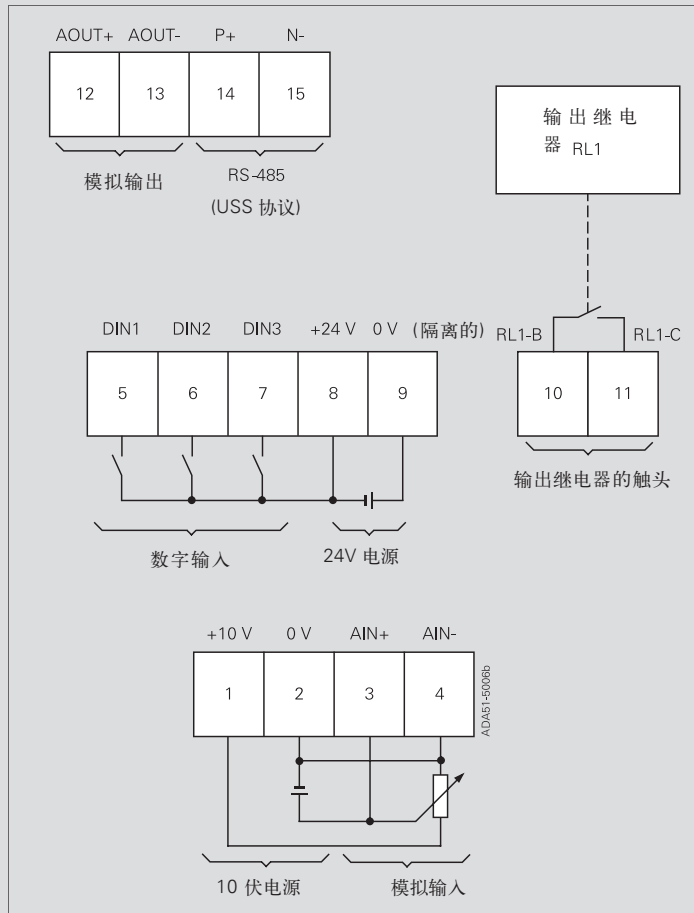 AOUT+ AOUT- P+ N-
12 13 14 15
模拟输出
RS-485
(USS 协议)
输出继电
器 RL1
DIN1 DIN2 DIN3 +24 V 0 V (隔离的)
5 6 7 8 9
数字输入
24V 电源
RL1-B RL1-C
10 11
输出继电器的触头
+10 V 0 V AIN+ AIN-
1 2 3 4
ADA51-5006b
10 伏电源
模拟输入